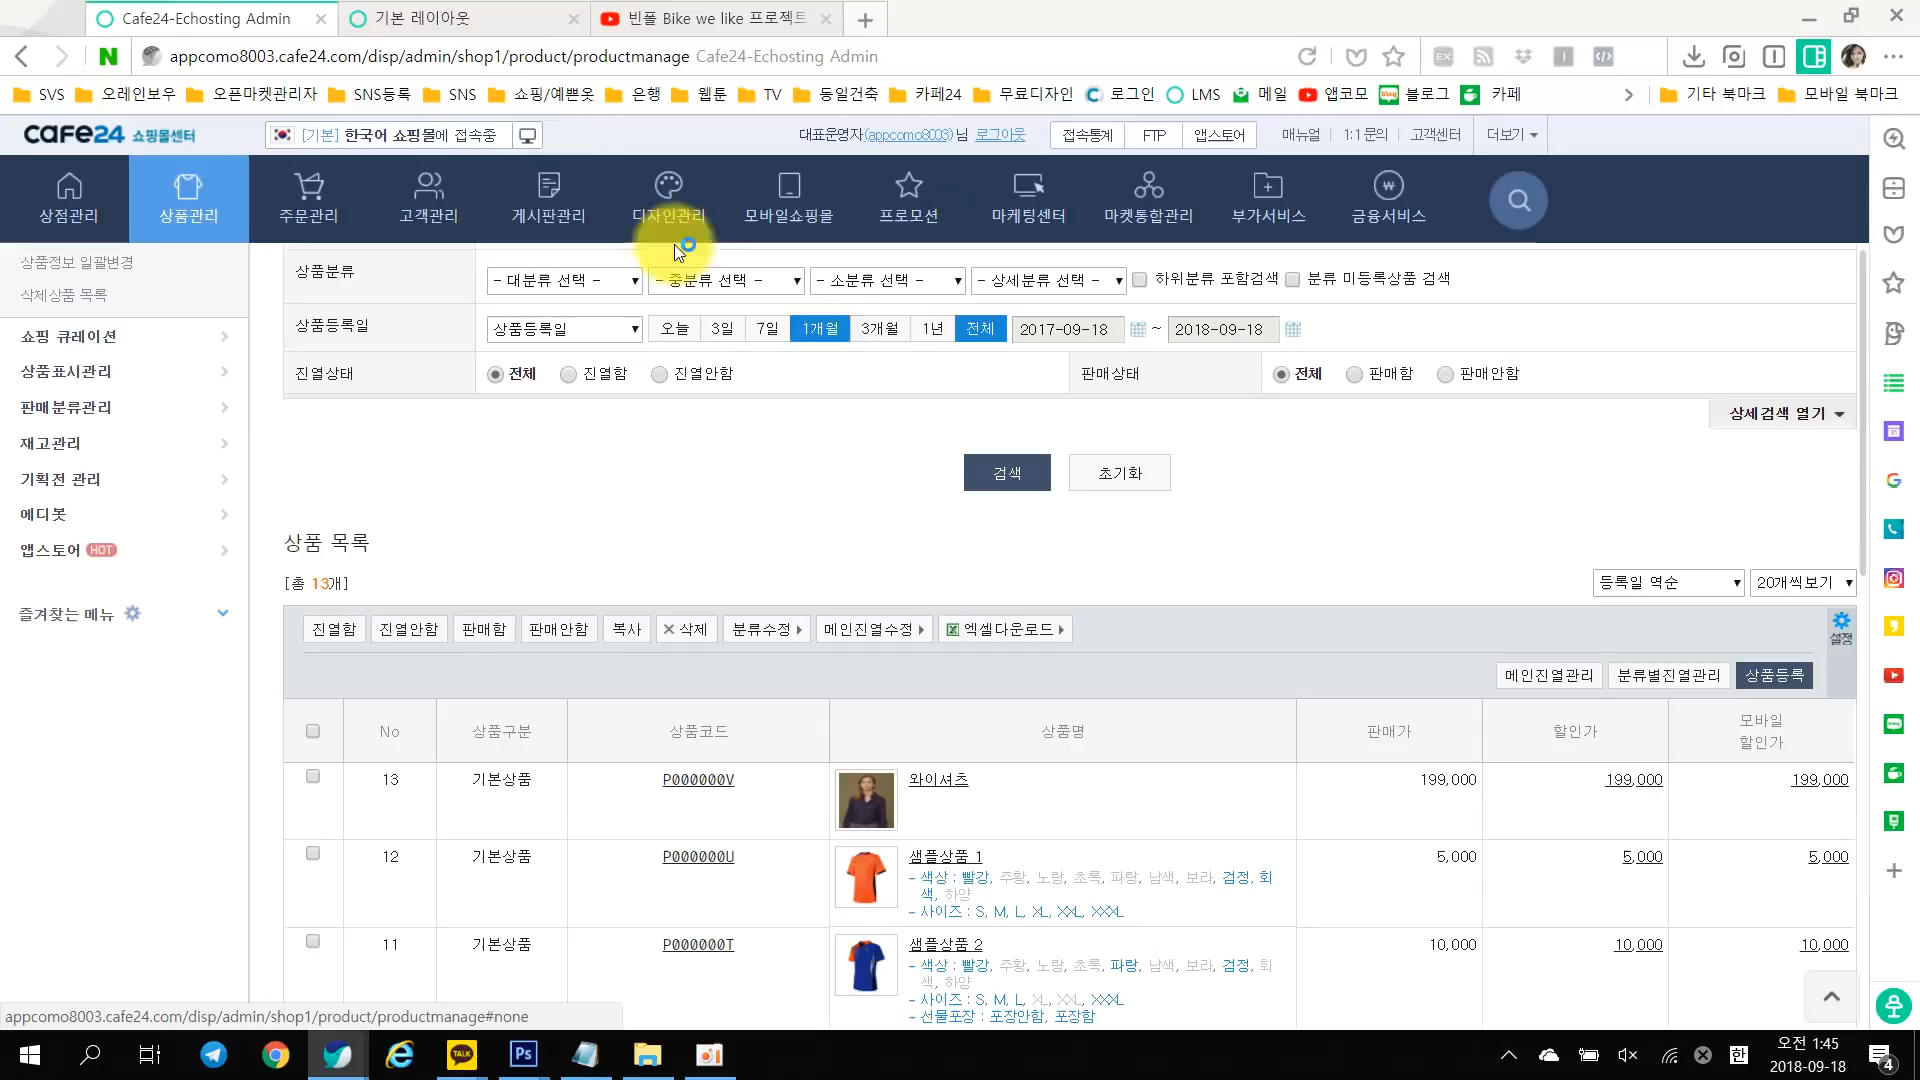 Cafe24-Echosting Admin
기본 레이아웃
빈폴 Bike we like 프로젝트
N
appcomo8003.cafe24.com/disp/admin/shop1/product/productmanage Cafe24-Echosting Admin
SVS 오레인보우 오픈마켓관리자 SNS등록 SNS 쇼핑/예쁜옷 은행 웹툰 TV 동일건축 카페24 무료디자인 로그인 LMS 메일 앱코모 블로그 카페 기타 북마크 모바일 북마크
cafe24 쇼핑몰센터
[기본] 한국어 쇼핑몰에 접속중
대표운영자(appcomo8003)님 로그아웃
접속통계 FTP 앱스토어 매뉴얼 1:1 문의 고객센터 더보기
상점관리 상품관리 주문관리 고객관리 게시판관리 디자인관리 모바일쇼핑몰 프로모션 마케팅센터 마켓통합관리 부가서비스 금융서비스
상품정보 일괄변경
삭제상품 목록
쇼핑 큐레이션
상품표시관리
판매분류관리
재고관리
기획전 관리
에디봇
앱스토어 HOT
즐겨찾는 메뉴
상품분류 - 대분류 선택 - - 중분류 선택 - - 소분류 선택 - - 상세분류 선택 - 하위분류 포함검색 분류 미등록상품 검색
상품등록일 상품등록일 오늘 3일 7일 1개월 3개월 1년 전체 2017-09-18 ~ 2018-09-18
진열상태 전체 진열함 진열안함 판매상태 전체 판매함 판매안함
상세검색 열기
검색 초기화
상품 목록
[총 13개]
등록일 역순 20개씩보기
진열함 진열안함 판매함 판매안함 복사 삭제 분류수정 메인진열수정 엑셀다운로드
설정
메인진열관리 분류별진열관리 상품등록
No 상품구분 상품코드 상품명 판매가 할인가 모바일
할인가
13 기본상품 P000000V 와이셔츠 199,000 199,000 199,000
12 기본상품 P000000U 샘플상품 1 5,000 5,000 5,000
- 색상 : 빨강, 주황, 노랑, 초록, 파랑, 남색, 보라, 검정, 회
색, 하양
- 사이즈 : S, M, L, XL, XXL, XXXL
11 기본상품 P000000T 샘플상품 2 10,000 10,000 10,000
- 색상 : 빨강, 주황, 노랑, 초록, 파랑, 남색, 보라, 검정, 회
색, 하양
- 사이즈 : S, M, L, XL, XXL, XXXL
- 선물포장 : 포장안함, 포장함
appcomo8003.cafe24.com/disp/admin/shop1/product/productmanage#none
TALK
Ps
한
오전 1:45
2018-09-18
4